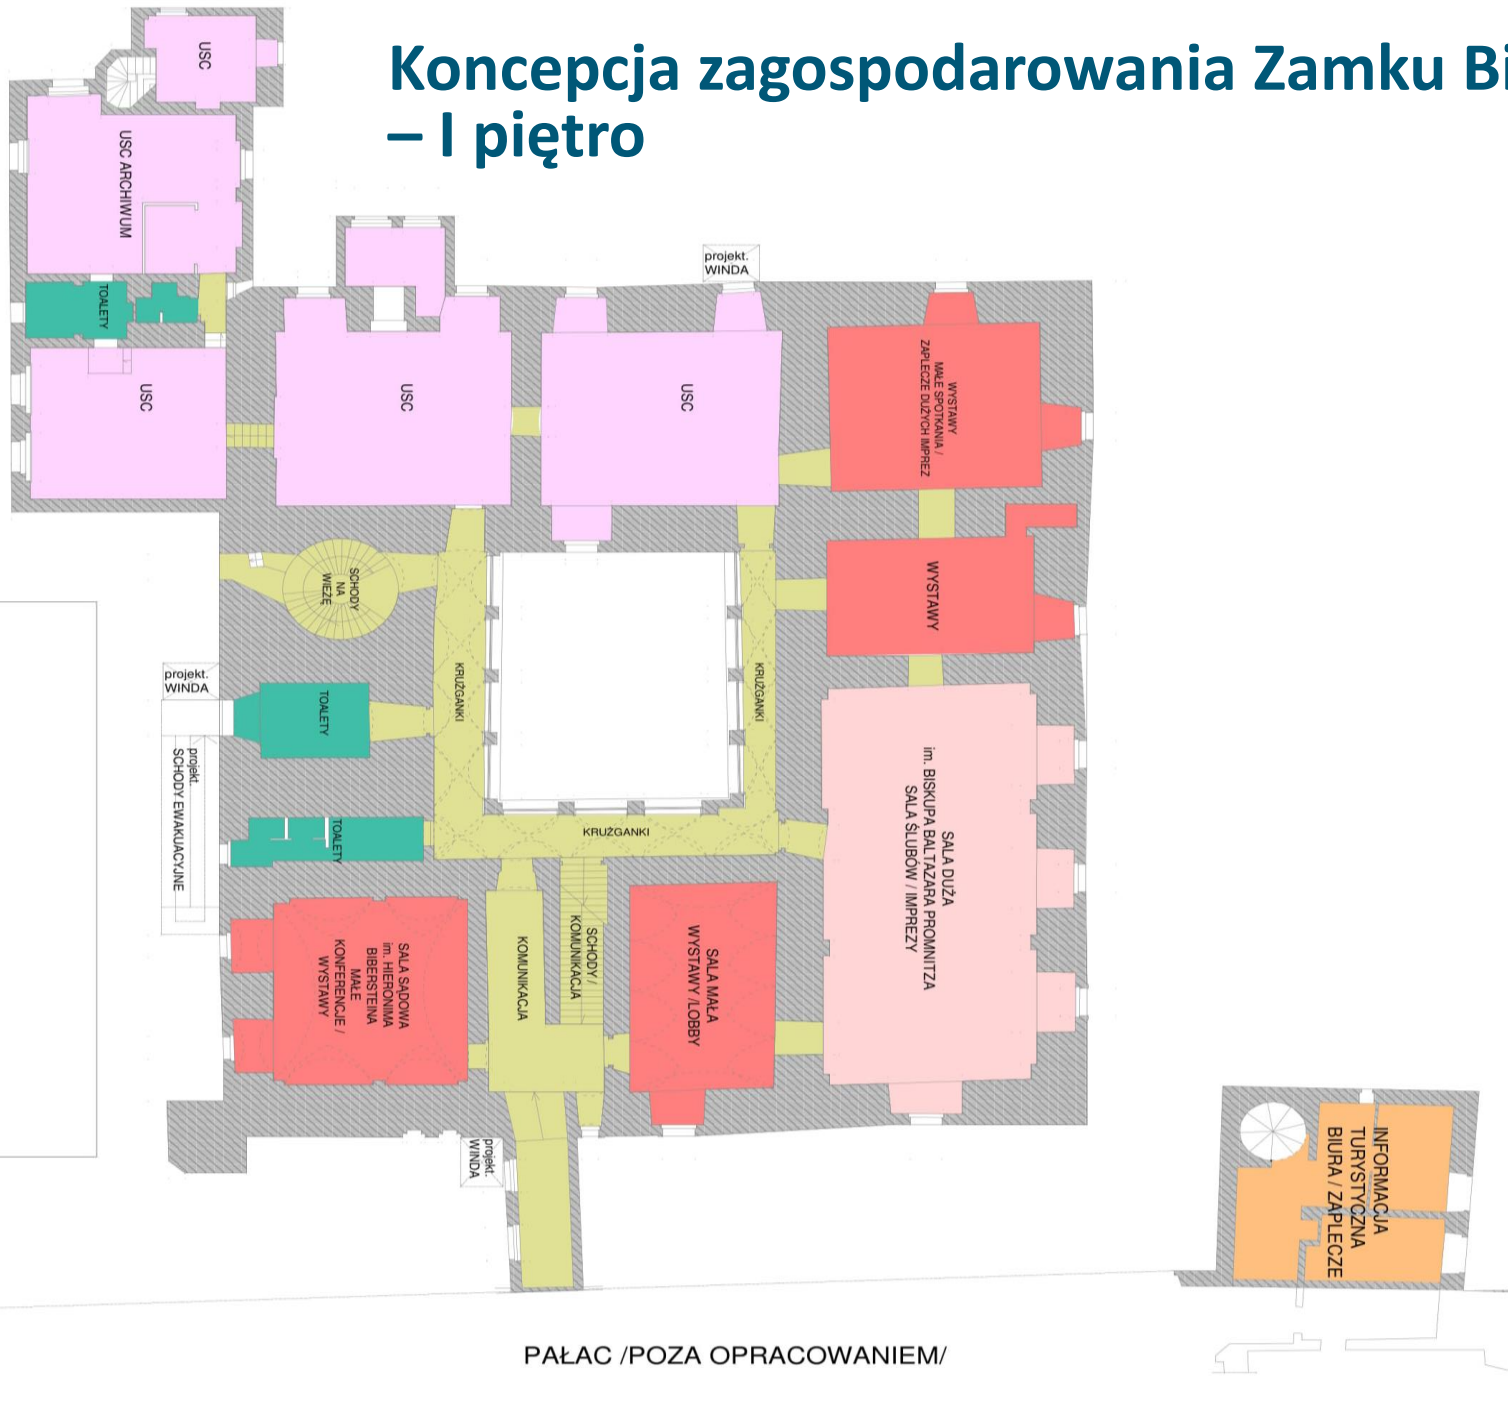 Koncepcja zagospodarowania Zamku Bi
– I piętro
USC
USC ARCHIWUM
TOALETY
USC
USC
USC
projekt.
WINDA
WYSTAWY
MAŁE SPOTKANIA /
ZAPLECZE DUŻYCH IMPREZ
WYSTAWY
SCHODY
NA
WIEŻĘ
KRUŻGANKI
KRUŻGANKI
KRUŻGANKI
projekt.
WINDA
TOALETY
projekt.
SCHODY EWAKUACYJNE
TOALETY
SALA DUŻA
im. BISKUPA BALTAZARA PROMNITZA
SALA ŚLUBÓW / IMPREZY
SALA SĄDOWA
im. HIERONIMA
BIBERSTEINA
MAŁE
KONFERENCJE /
WYSTAWY
KOMUNIKACJA
SCHODY /
KOMUNIKACJA
SALA MAŁA
WYSTAWY /LOBBY
projekt.
WINDA
INFORMACJA
TURYSTYCZNA
BIURA / ZAPLECZE
PAŁAC /POZA OPRACOWANIEM/